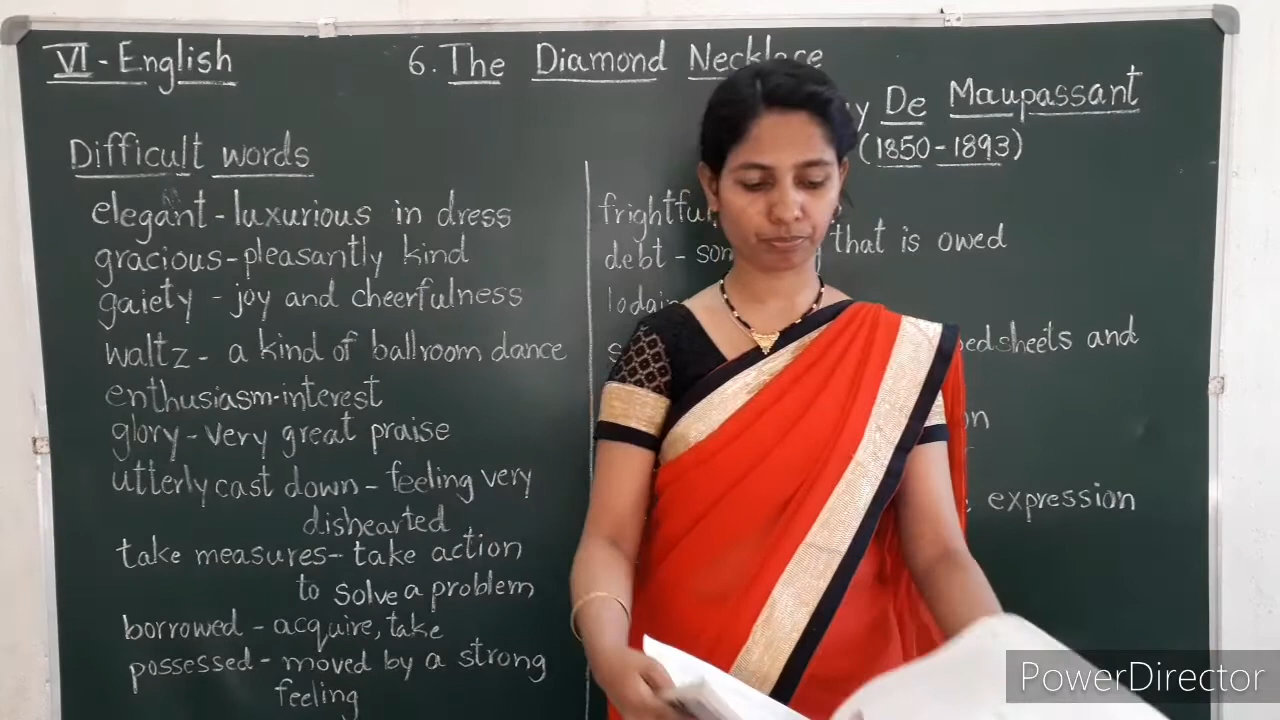 VI - English
6. The Diamond Necklace
De Maupassant
(1850-1893)
Difficult words
elegant - luxurious in dress
gracious - pleasantly kind
gaiety - joy and cheerfulness
waltz - a kind of ballroom dance
enthusiasm - interest
glory - very great praise
utterly cast down - feeling very
dishearted
take measures - take action
to solve a problem
borrowed - acquire, take
possessed - moved by a strong
feeling
debt - that is owed
and
expression
PowerDirector